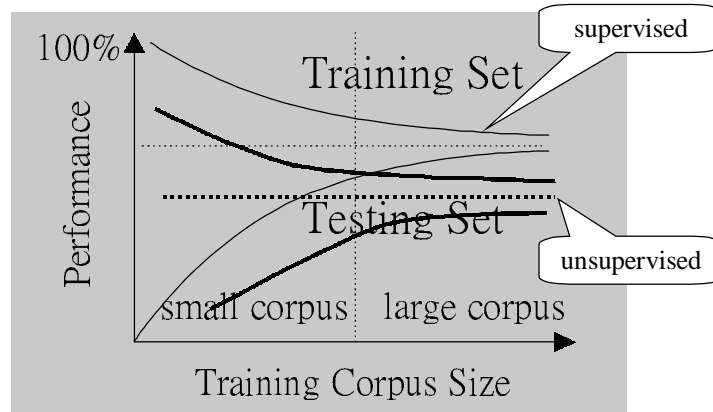 supervised
100%
Training Set
Performance
Testing Set
unsupervised
small corpus
large corpus
Training Corpus Size